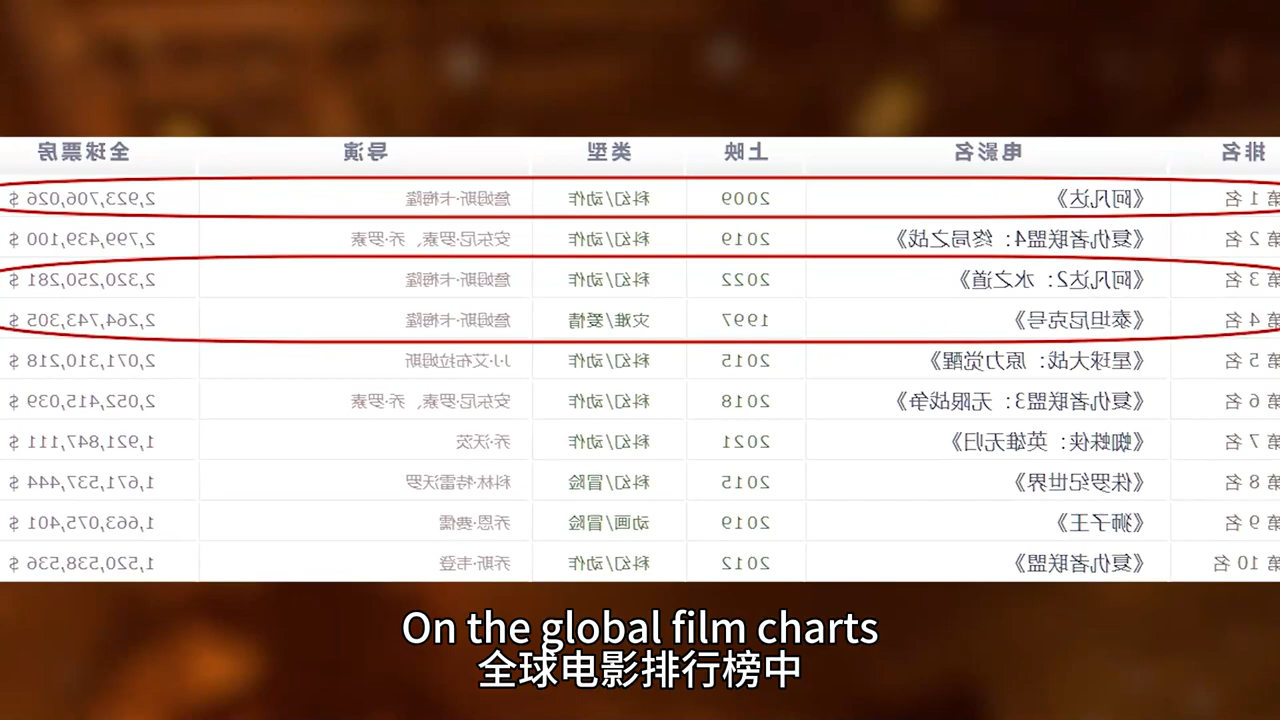 排名 电影名 上映 类型 导演 全球票房
第 1 名 《阿凡达》 2009 科幻/动作 詹姆斯·卡梅隆 2,923,706,026 $
第 2 名 《复仇者联盟4：终局之战》 2019 科幻/动作 安东尼·罗素、乔·罗素 2,799,439,100 $
第 3 名 《阿凡达2：水之道》 2022 科幻/动作 詹姆斯·卡梅隆 2,320,250,281 $
第 4 名 《泰坦尼克号》 1997 灾难/爱情 詹姆斯·卡梅隆 2,264,743,305 $
第 5 名 《星球大战：原力觉醒》 2015 科幻/动作 J·J·艾布拉姆斯 2,071,310,218 $
第 6 名 《复仇者联盟3：无限战争》 2018 科幻/动作 安东尼·罗素、乔·罗素 2,052,415,039 $
第 7 名 《蜘蛛侠：英雄无归》 2021 科幻/动作 乔·沃茨 1,921,847,111 $
第 8 名 《侏罗纪世界》 2015 科幻/冒险 科林·特雷沃罗 1,671,537,444 $
第 9 名 《狮子王》 2019 动画/冒险 乔恩·费儒 1,663,075,401 $
第 10 名 《复仇者联盟》 2012 科幻/动作 乔斯·韦登 1,520,538,536 $
On the global film charts
全球电影排行榜中